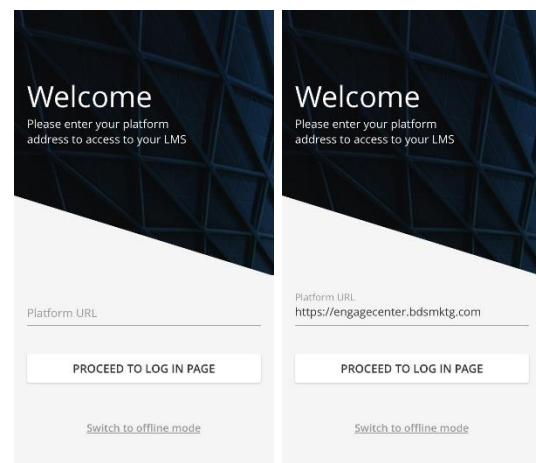 Welcome
Please enter your platform
address to access to your LMS
Platform URL
PROCEED TO LOG IN PAGE
Switch to offline mode
Welcome
Please enter your platform
address to access to your LMS
Platform URL
https://engagecenter.bdsmktg.com
PROCEED TO LOG IN PAGE
Switch to offline mode